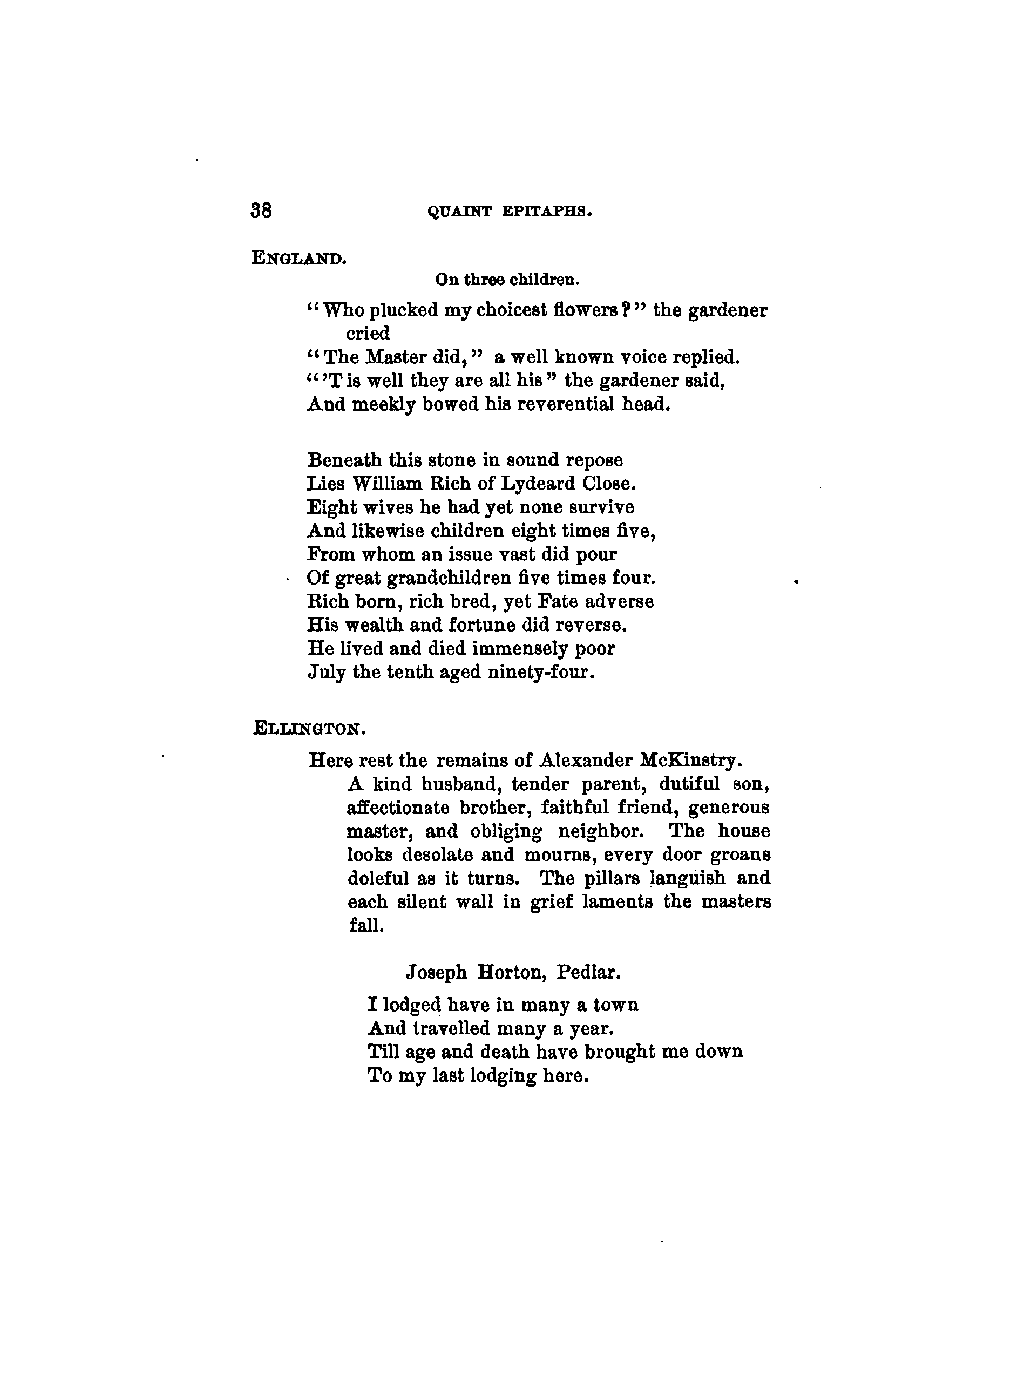 38 QUAINT EPITAPHS.
ENGLAND.
On three children.
“Who plucked my choicest flowers?” the gardener
cried
“The Master did,” a well known voice replied.
“’T is well they are all his” the gardener said,
And meekly bowed his reverential head.
Beneath this stone in sound repose
Lies William Rich of Lydeard Close.
Eight wives he had yet none survive
And likewise children eight times five,
From whom an issue vast did pour
Of great grandchildren five times four.
Rich born, rich bred, yet Fate adverse
His wealth and fortune did reverse.
He lived and died immensely poor
July the tenth aged ninety-four.
ELLINGTON.
Here rest the remains of Alexander McKinstry.
A kind husband, tender parent, dutiful son,
affectionate brother, faithful friend, generous
master, and obliging neighbor. The house
looks desolate and mourns, every door groans
doleful as it turns. The pillars languish and
each silent wall in grief laments the masters
fall.
Joseph Horton, Pedlar.
I lodged have in many a town
And travelled many a year.
Till age and death have brought me down
To my last lodging here.